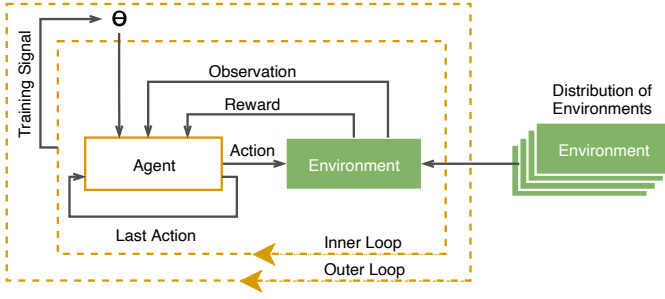 Training Signal
Θ
Observation
Reward
Agent
Action
Environment
Last Action
Inner Loop
Outer Loop
Distribution of
Environments
Environment